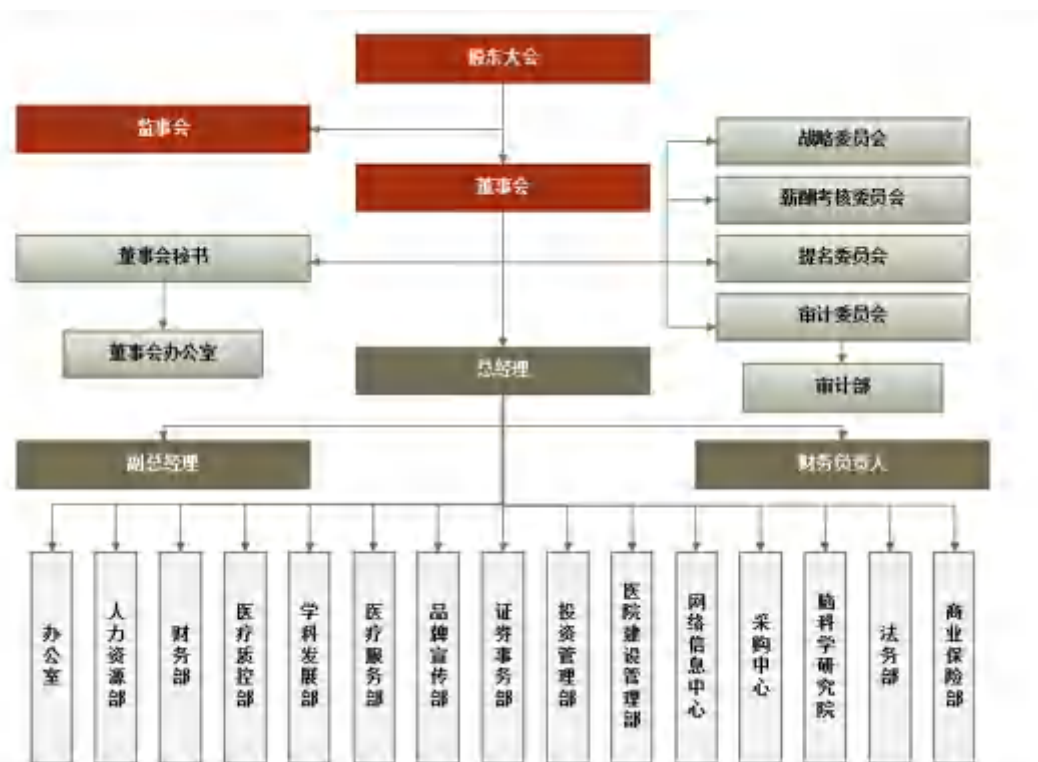 股东大会
监事会
董事会
战略委员会
薪酬考核委员会
董事会秘书
提名委员会
审计委员会
董事会办公室
总经理
审计部
副总经理
财务负责人
办公室
人力资源部
财务部
医疗质控部
学科发展部
医疗服务部
品牌宣传部
证券事务部
投资管理部
医院建设管理部
网络信息中心
采购中心
脑科学研究院
法务部
商业保险部